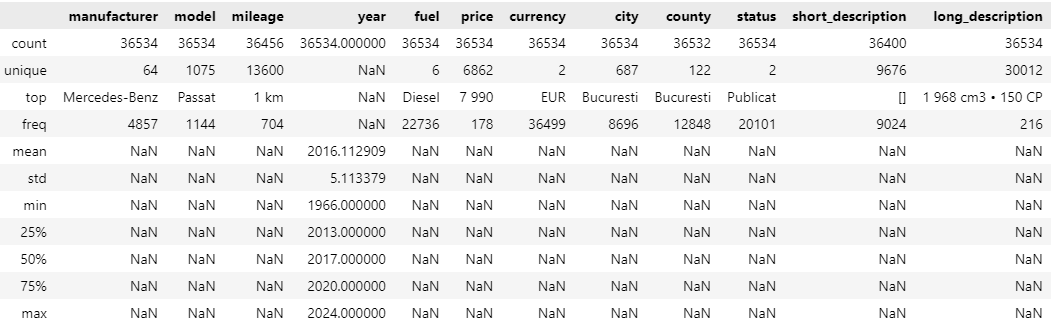 manufacturer model mileage year fuel price currency city county status short_description long_description
count 36534 36534 36456 36534.000000 36534 36534 36534 36534 36532 36534 36400 36534
unique 64 1075 13600 NaN 6 6862 2 687 122 2 9676 30012
top Mercedes-Benz Passat 1 km NaN Diesel 7 990 EUR Bucuresti Bucuresti Publicat [] 1 968 cm3 • 150 CP
freq 4857 1144 704 NaN 22736 178 36499 8696 12848 20101 9024 216
mean NaN NaN NaN 2016.112909 NaN NaN NaN NaN NaN NaN NaN NaN
std NaN NaN NaN 5.113379 NaN NaN NaN NaN NaN NaN NaN NaN
min NaN NaN NaN 1966.000000 NaN NaN NaN NaN NaN NaN NaN NaN
25% NaN NaN NaN 2013.000000 NaN NaN NaN NaN NaN NaN NaN NaN
50% NaN NaN NaN 2017.000000 NaN NaN NaN NaN NaN NaN NaN NaN
75% NaN NaN NaN 2020.000000 NaN NaN NaN NaN NaN NaN NaN NaN
max NaN NaN NaN 2024.000000 NaN NaN NaN NaN NaN NaN NaN NaN